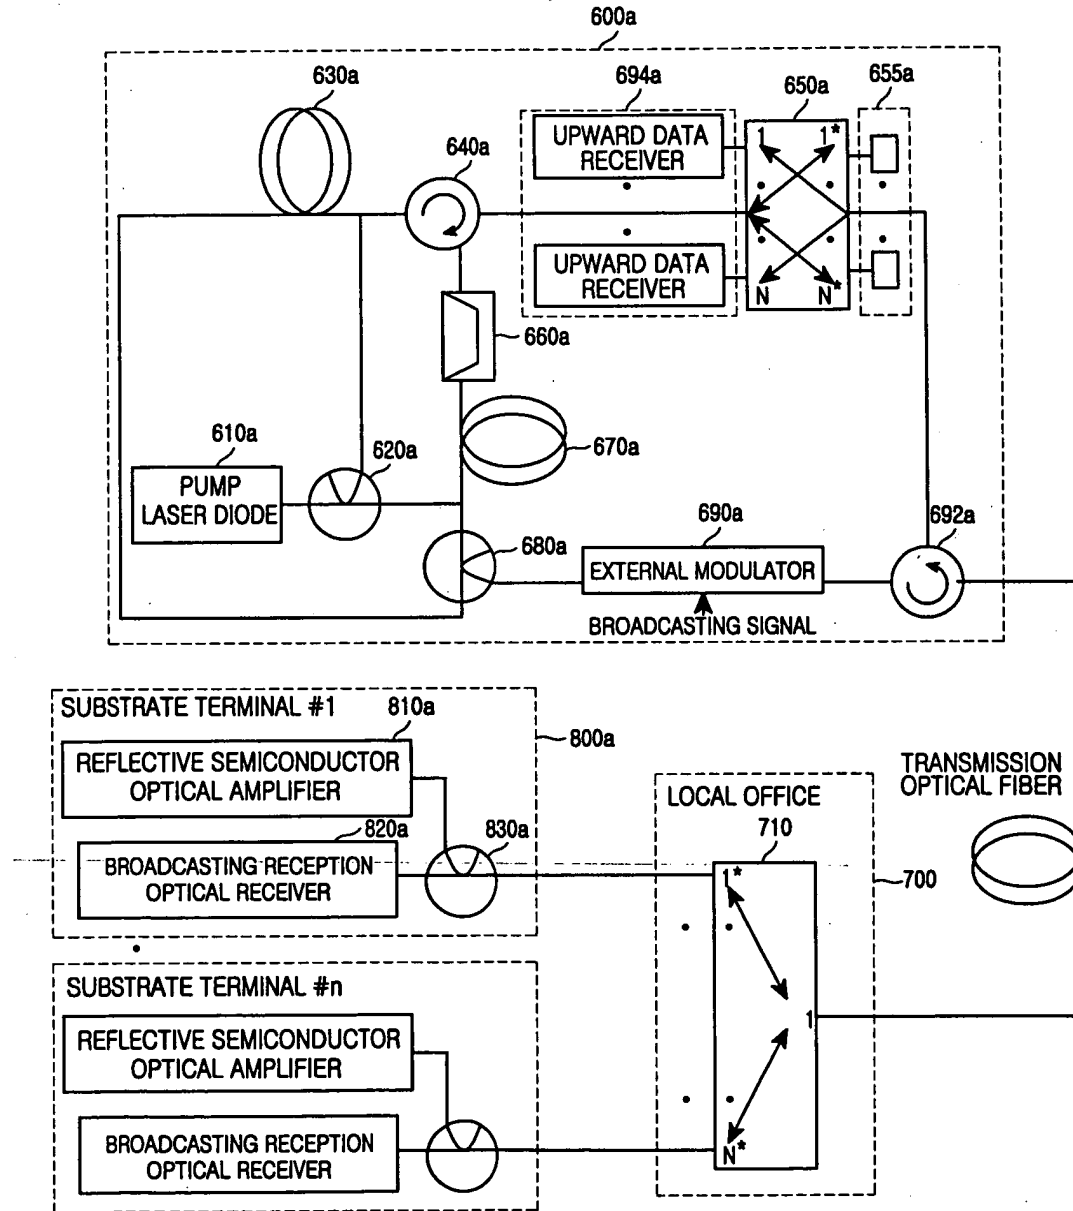 600a
630a
694a
650a
655a
640a
UPWARD DATA
RECEIVER
1
1*
UPWARD DATA
RECEIVER
N
N*
660a
670a
610a
620a
PUMP
LASER DIODE
680a
690a
692a
EXTERNAL MODULATOR
BROADCASTING SIGNAL
SUBSTRATE TERMINAL #1
810a
800a
REFLECTIVE SEMICONDUCTOR
OPTICAL AMPLIFIER
820a
830a
BROADCASTING RECEPTION
OPTICAL RECEIVER
LOCAL OFFICE
710
700
TRANSMISSION
OPTICAL FIBER
1*
1
N*
SUBSTRATE TERMINAL #n
REFLECTIVE SEMICONDUCTOR
OPTICAL AMPLIFIER
BROADCASTING RECEPTION
OPTICAL RECEIVER